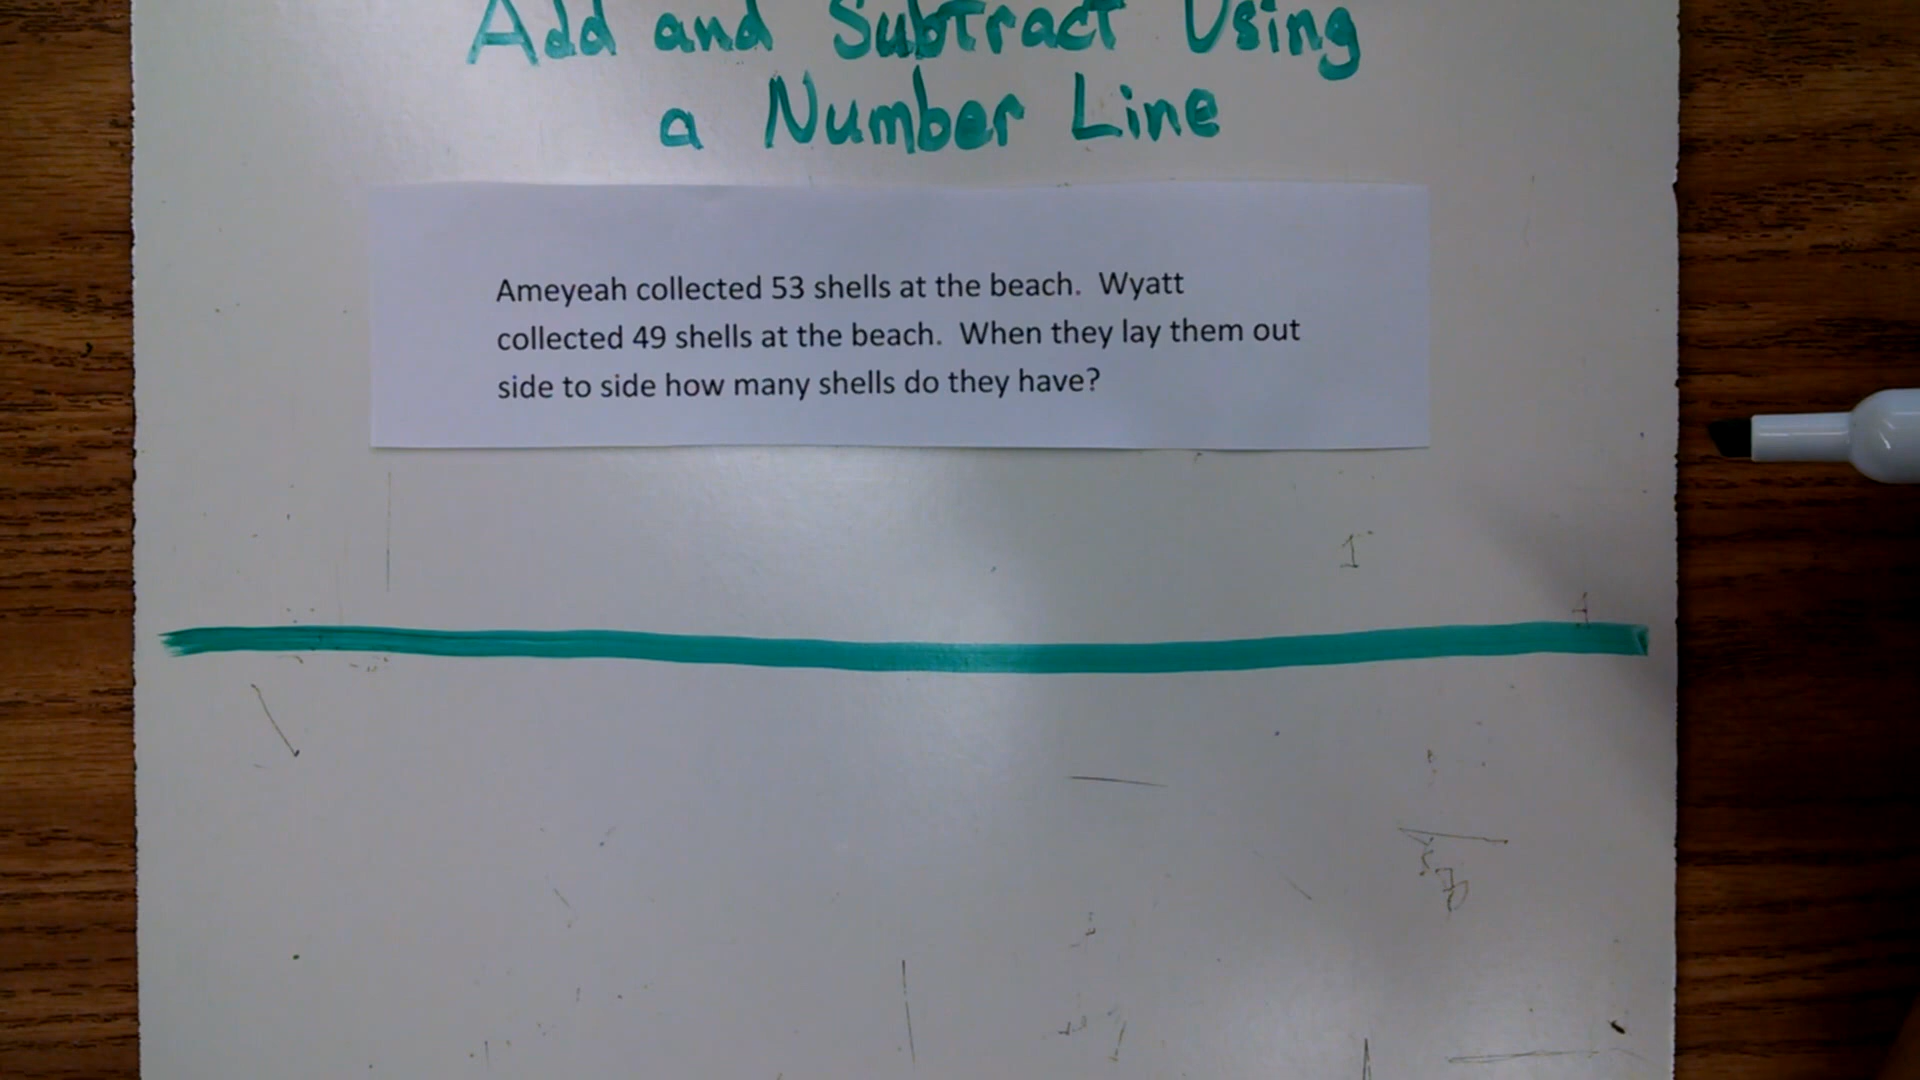 Add and Subtract Using
a Number Line
Ameyeah collected 53 shells at the beach.  Wyatt
collected 49 shells at the beach.  When they lay them out
side to side how many shells do they have?